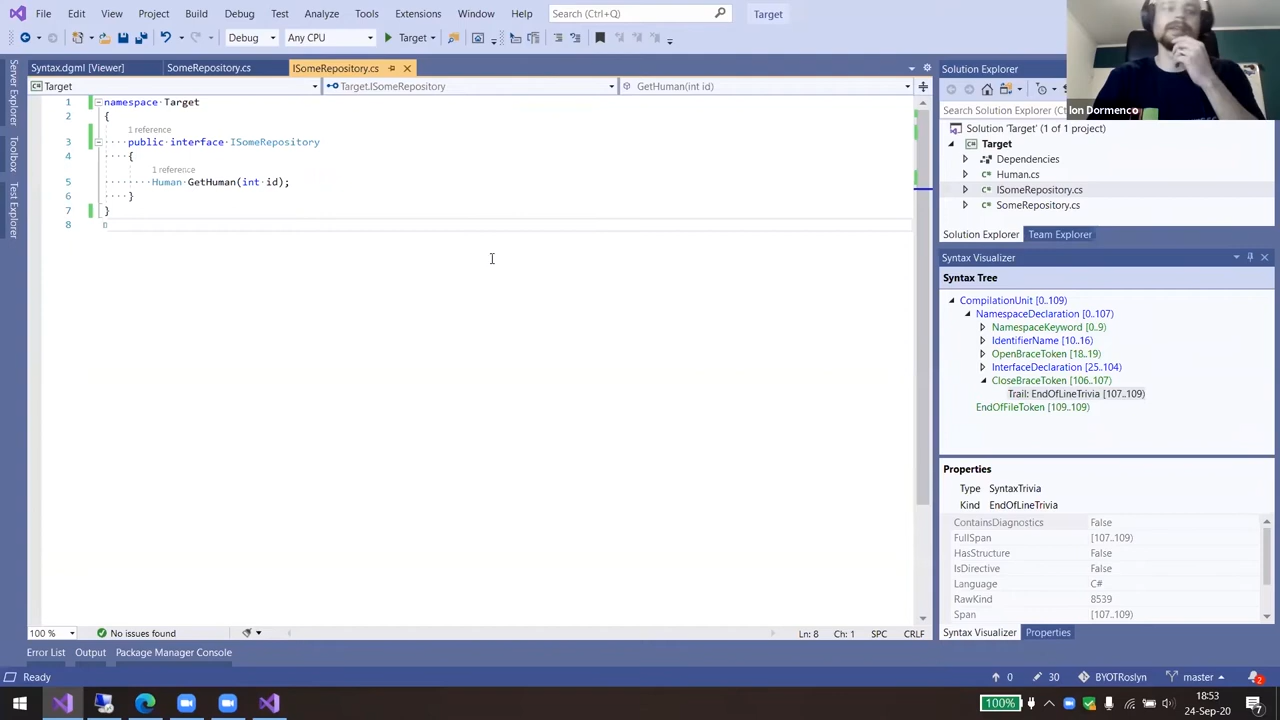 File Edit View Project Build Debug Test Analyze Tools Extensions Window Help Search (Ctrl+Q) Target
Debug Any CPU Target
Syntax.dgml [Viewer] SomeRepository.cs ISomeRepository.cs
Target Target.ISomeRepository GetHuman(int id)
Server Explorer
Toolbox
Test Explorer
1 namespace Target
2 {
1 reference
3 public interface ISomeRepository
4 {
1 reference
5 Human GetHuman(int id);
6 }
7 }
8
100 % No issues found Ln: 8 Ch: 1 SPC CRLF
Error List Output Package Manager Console
Ion Dormenco
Solution Explorer
Search Solution Explorer
Solution 'Target' (1 of 1 project)
Target
Dependencies
Human.cs
ISomeRepository.cs
SomeRepository.cs
Solution Explorer Team Explorer
Syntax Visualizer
Syntax Tree
CompilationUnit [0..109)
NamespaceDeclaration [0..107)
NamespaceKeyword [0..9)
IdentifierName [10..16)
OpenBraceToken [18..19)
InterfaceDeclaration [25..104)
CloseBraceToken [106..107)
Trail: EndOfLineTrivia [107..109)
EndOfFileToken [109..109)
Properties
Type SyntaxTrivia
Kind EndOfLineTrivia
ContainsDiagnostics False
FullSpan [107..109)
HasStructure False
IsDirective False
Language C#
RawKind 8539
Span [107..109)
Syntax Visualizer Properties
Ready 0 30 BYOTRoslyn master 2
100% 18:53
24-Sep-20 7